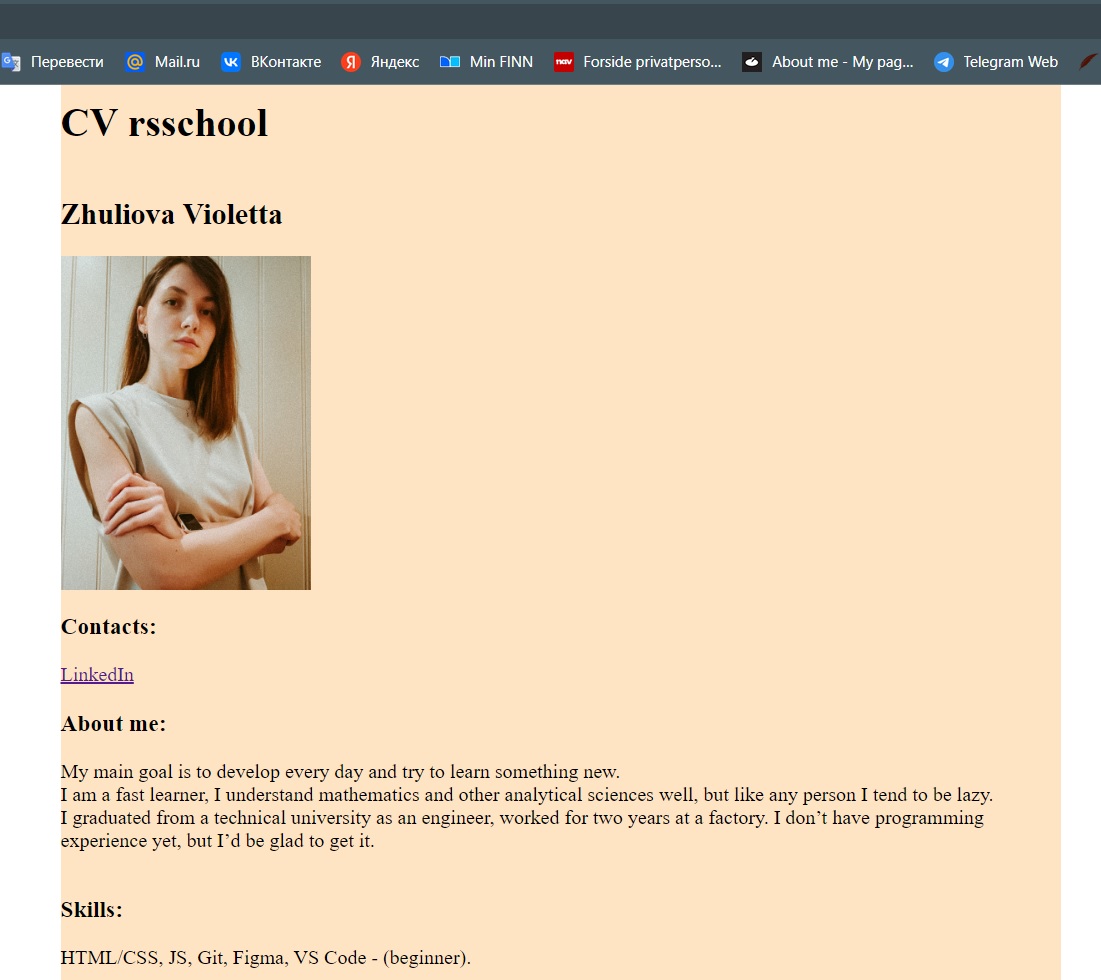 Перевести Mail.ru ВКонтакте Яндекс Min FINN nav Forside privatperso... About me - My pag... Telegram Web
CV rsschool
Zhuliova Violetta
Contacts:
LinkedIn
About me:
My main goal is to develop every day and try to learn something new.
I am a fast learner, I understand mathematics and other analytical sciences well, but like any person I tend to be lazy.
I graduated from a technical university as an engineer, worked for two years at a factory. I don’t have programming
experience yet, but I’d be glad to get it.
Skills:
HTML/CSS, JS, Git, Figma, VS Code - (beginner).